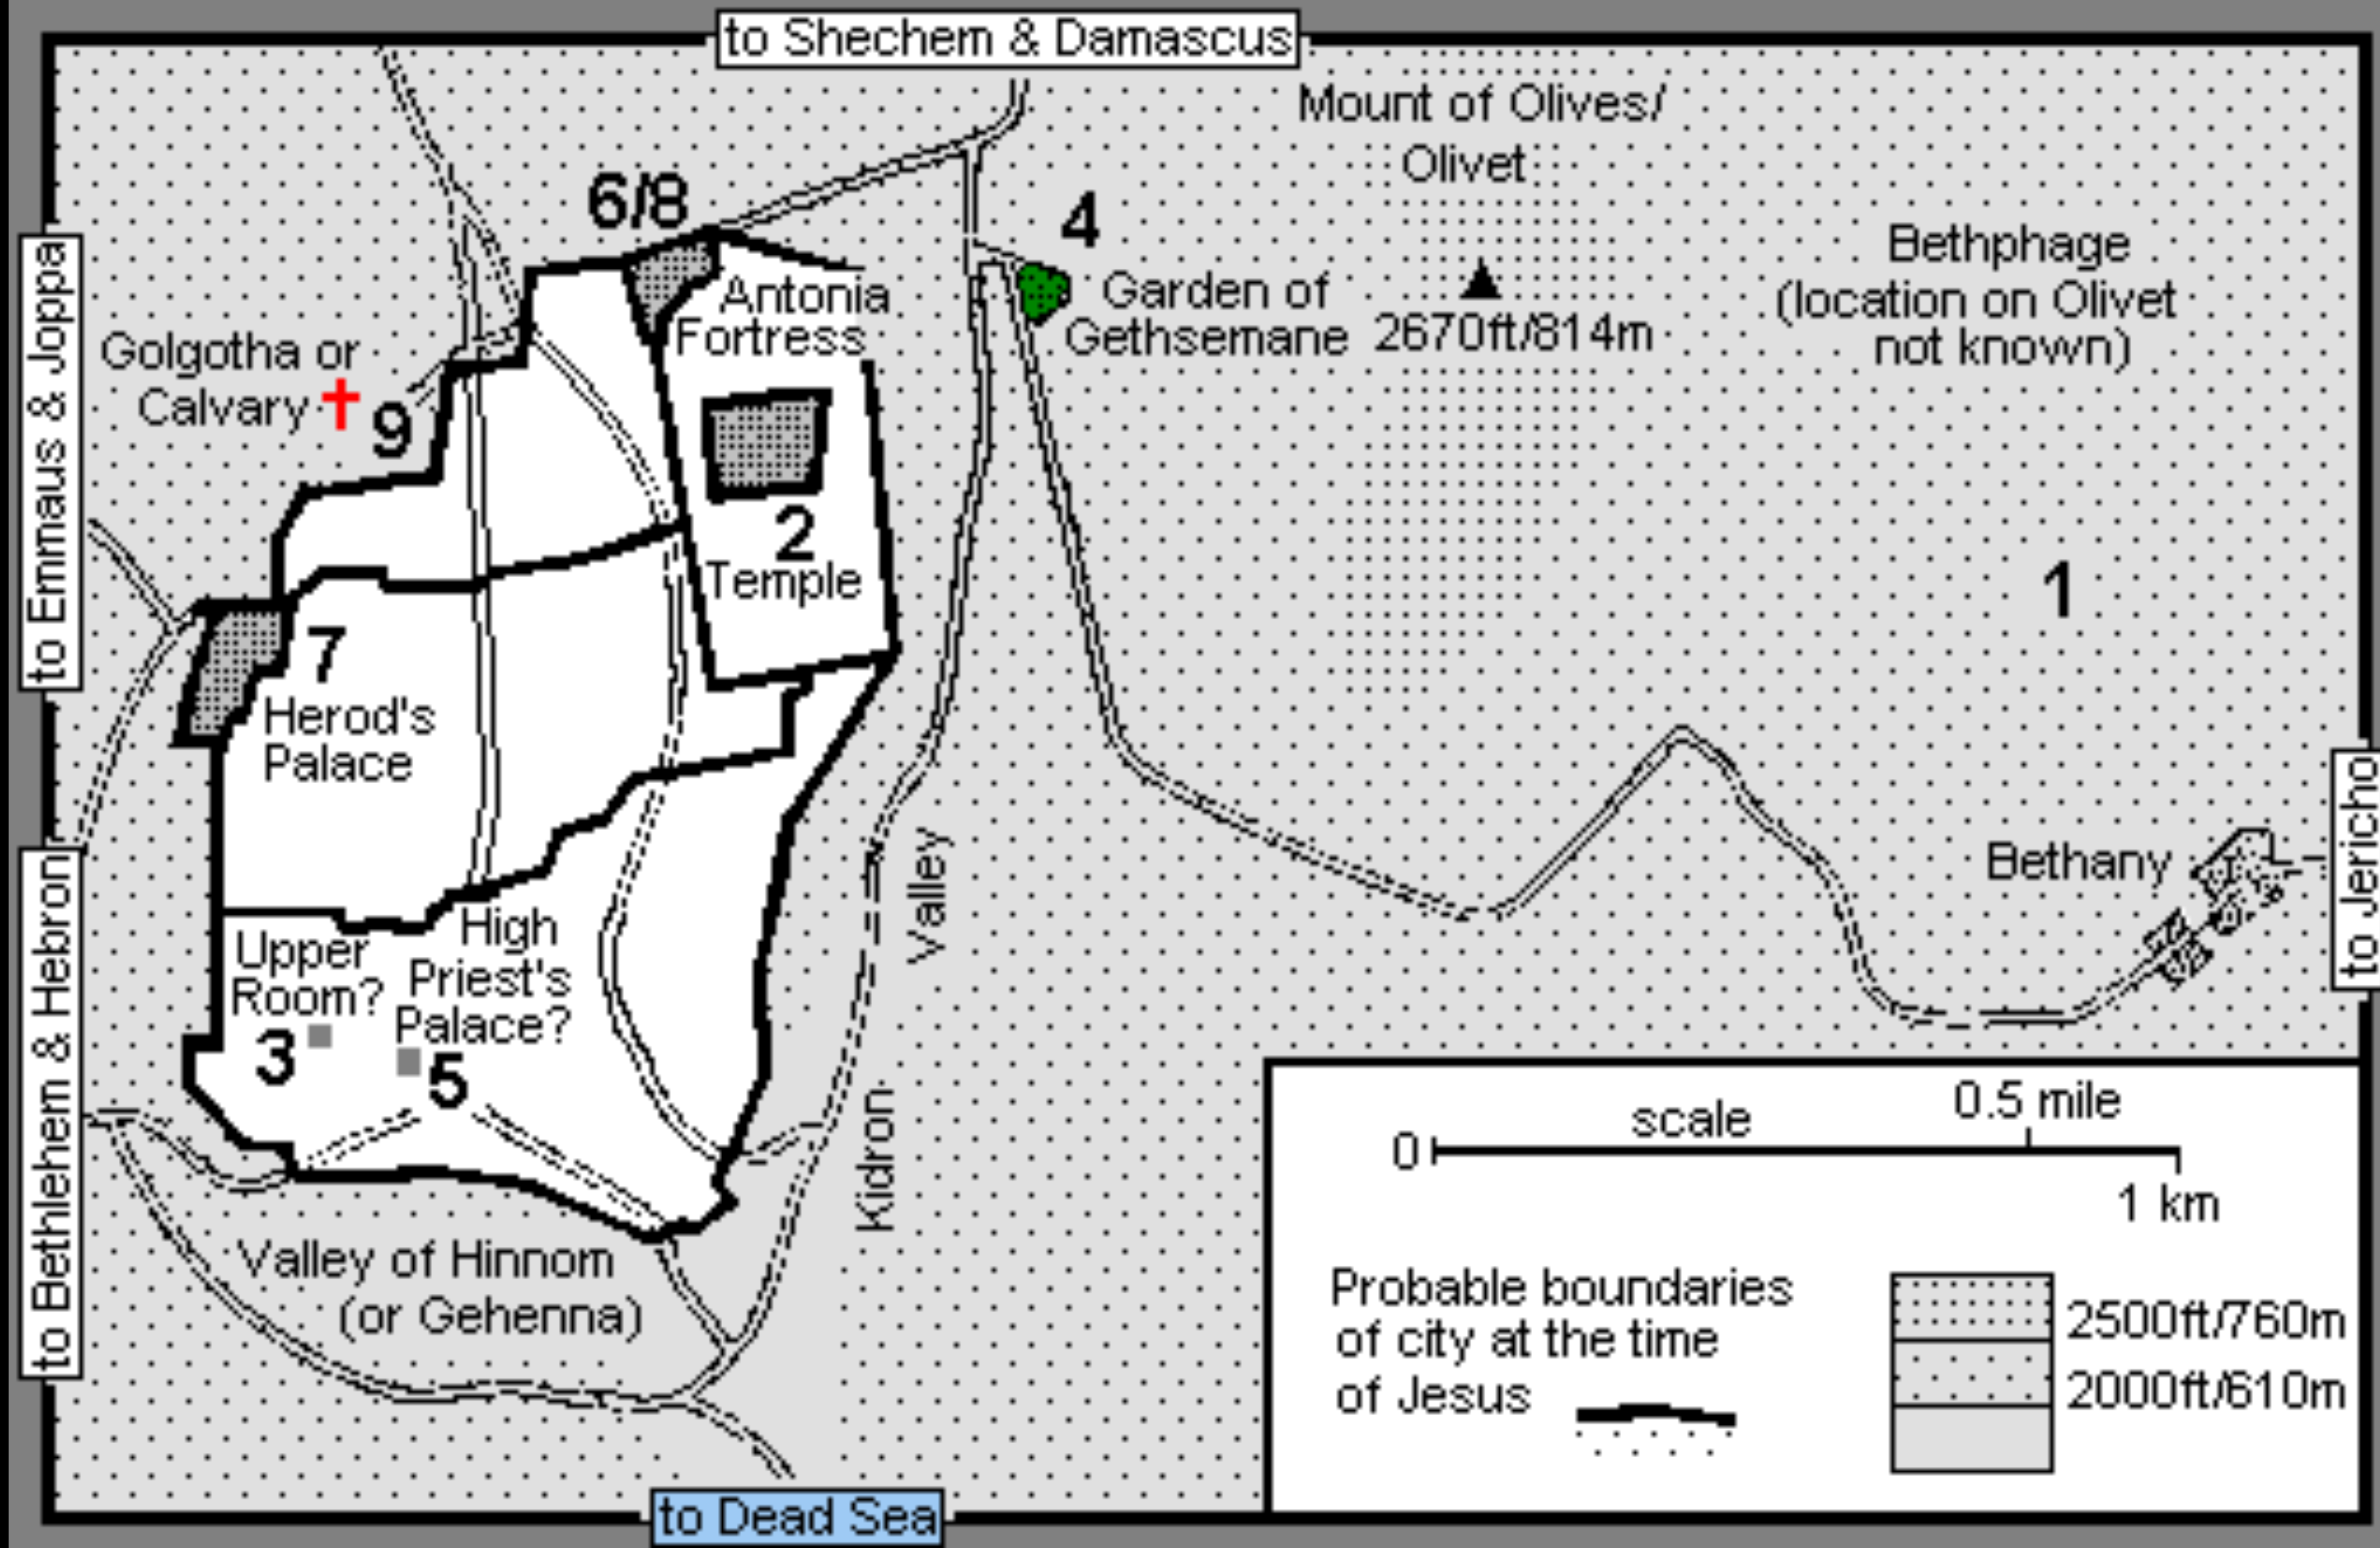 to Shechem & Damascus
Mount of Olives/
Olivet
6/8
4
Bethphage
(location on Olivet
not known)
to Emmaus & Joppa
Antonia
Fortress
Garden of
Gethsemane
2670ft/814m
Golgotha or
Calvary
9
2
Temple
1
7
Herod's
Palace
to Jericho
Bethany
Kidron Valley
to Bethlehem & Hebron
Upper
Room?
3
High
Priest's
Palace?
5
Valley of Hinnom
(or Gehenna)
scale
0.5 mile
0
1 km
Probable boundaries
of city at the time
of Jesus
2500ft/760m
2000ft/610m
to Dead Sea